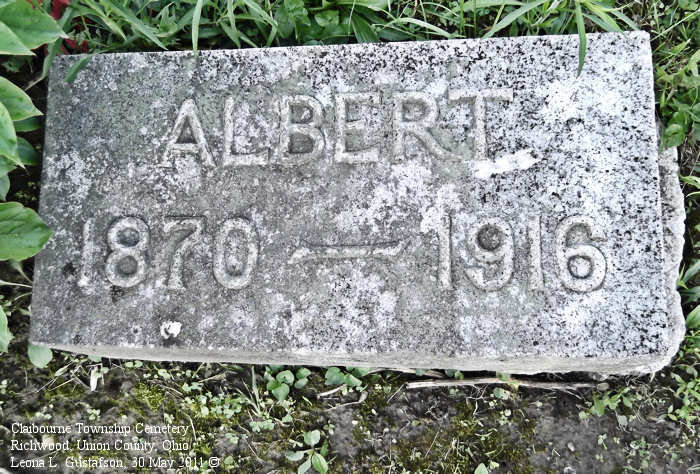 ALBERT
1870 — 1916
Claibourne Township Cemetery
Richwood, Union County, Ohio
Leona L. Gustafson, 30 May 2011 ©